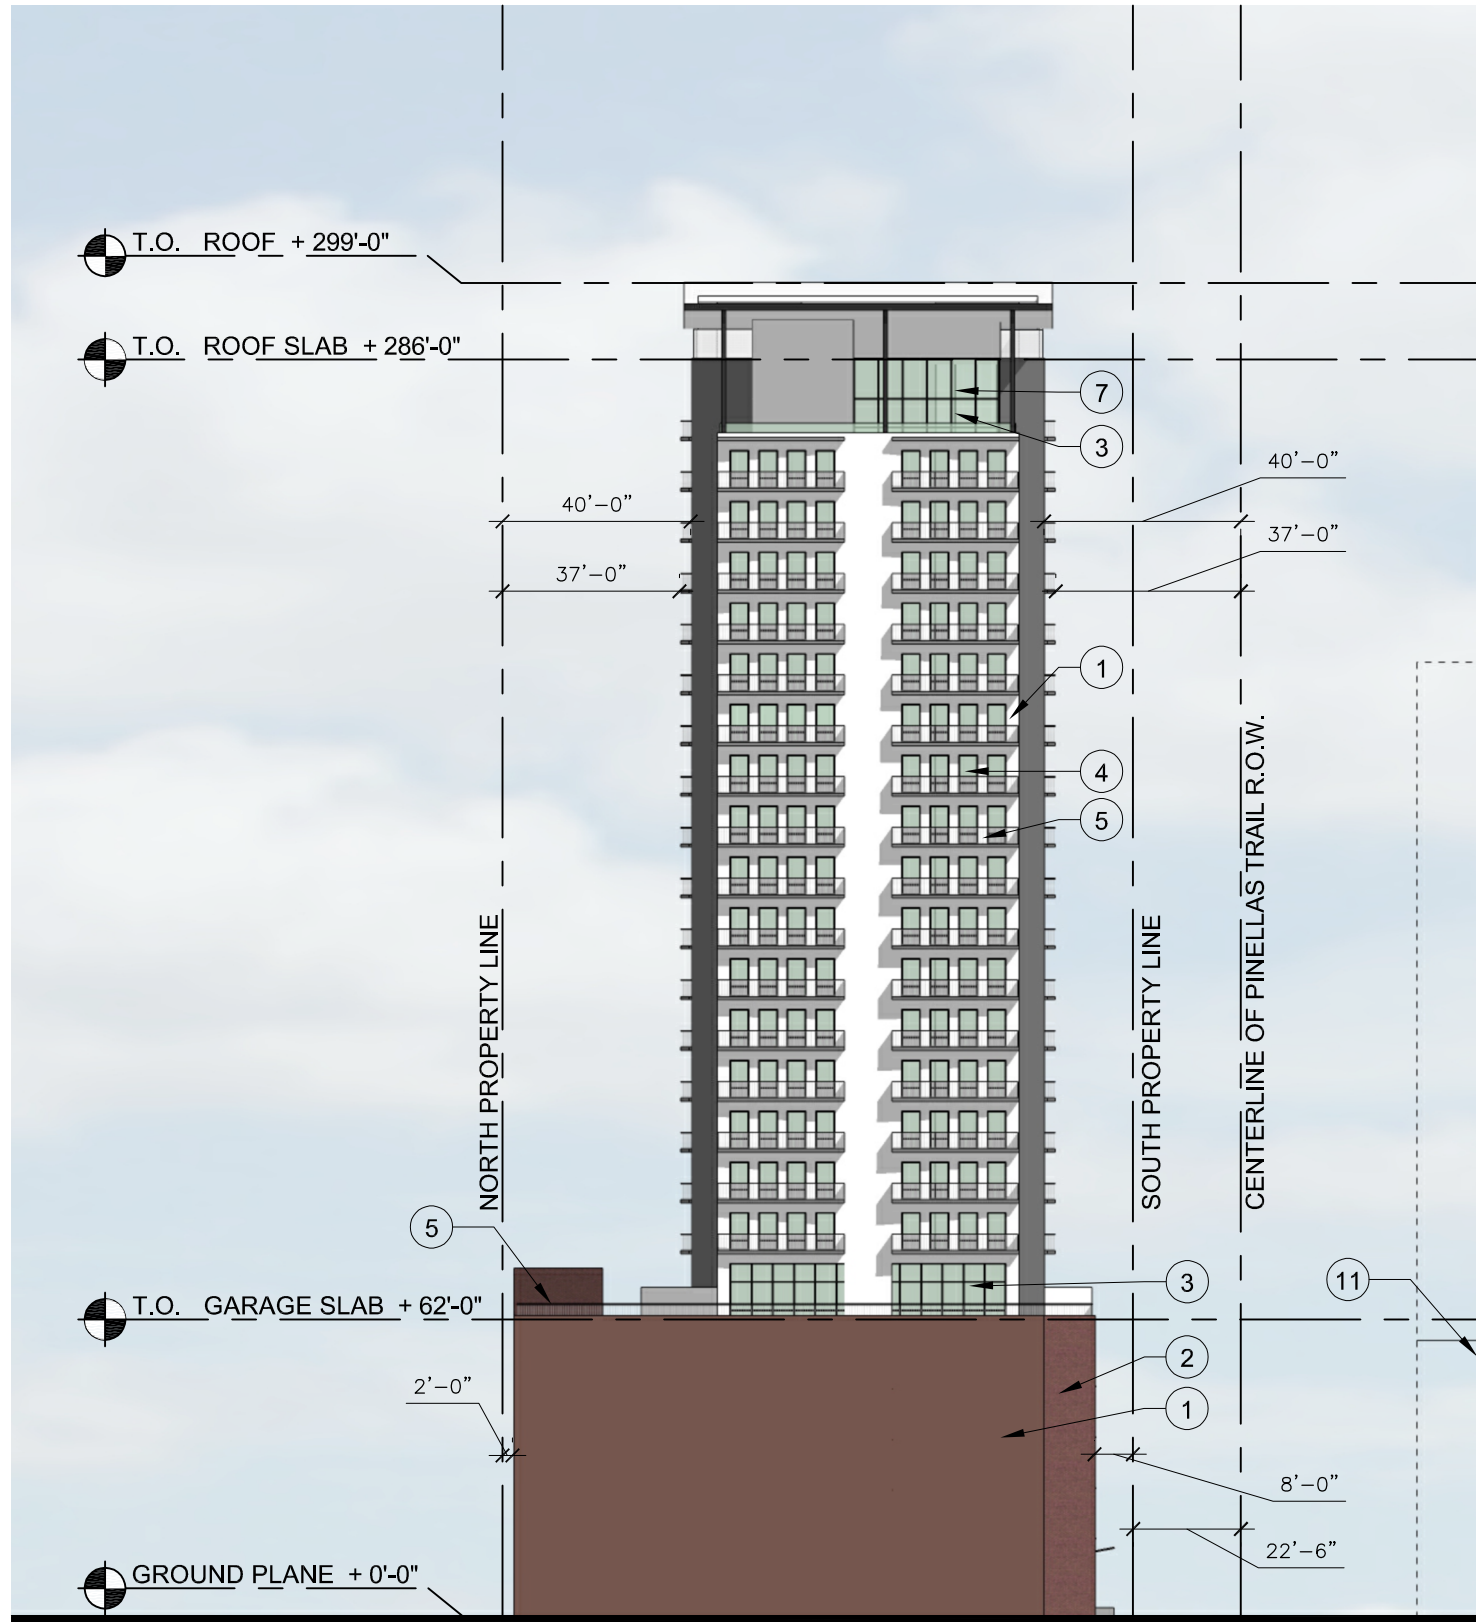 T.O. ROOF + 299'-0"
T.O. ROOF SLAB + 286'-0"
7
3
40'-0"
40'-0"
37'-0"
37'-0"
1
4
5
NORTH PROPERTY LINE
SOUTH PROPERTY LINE
CENTERLINE OF PINELLAS TRAIL R.O.W.
5
3
11
T.O. GARAGE SLAB + 62'-0"
2
2'-0"
1
8'-0"
22'-6"
GROUND PLANE + 0'-0"